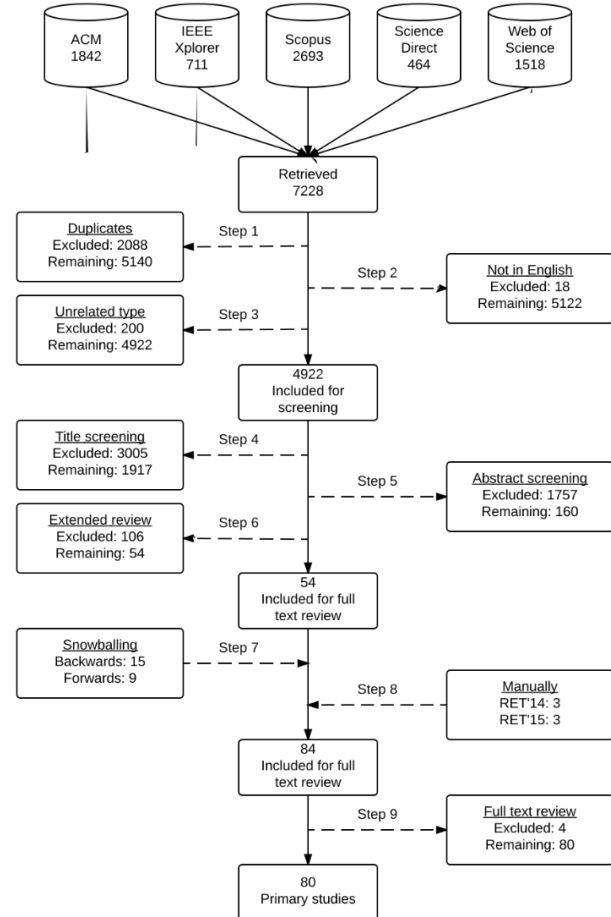 ACM
1842
IEEE
Xplorer
711
Scopus
2693
Science
Direct
464
Web of
Science
1518
Retrieved
7228
Step 1
Duplicates
Excluded: 2088
Remaining: 5140
Step 2
Not in English
Excluded: 18
Remaining: 5122
Step 3
Unrelated type
Excluded: 200
Remaining: 4922
4922
Included for
screening
Step 4
Title screening
Excluded: 3005
Remaining: 1917
Step 5
Abstract screening
Excluded: 1757
Remaining: 160
Step 6
Extended review
Excluded: 106
Remaining: 54
54
Included for full
text review
Step 7
Snowballing
Backwards: 15
Forwards: 9
Step 8
Manually
RET'14: 3
RET'15: 3
84
Included for full
text review
Step 9
Full text review
Excluded: 4
Remaining: 80
80
Primary studies